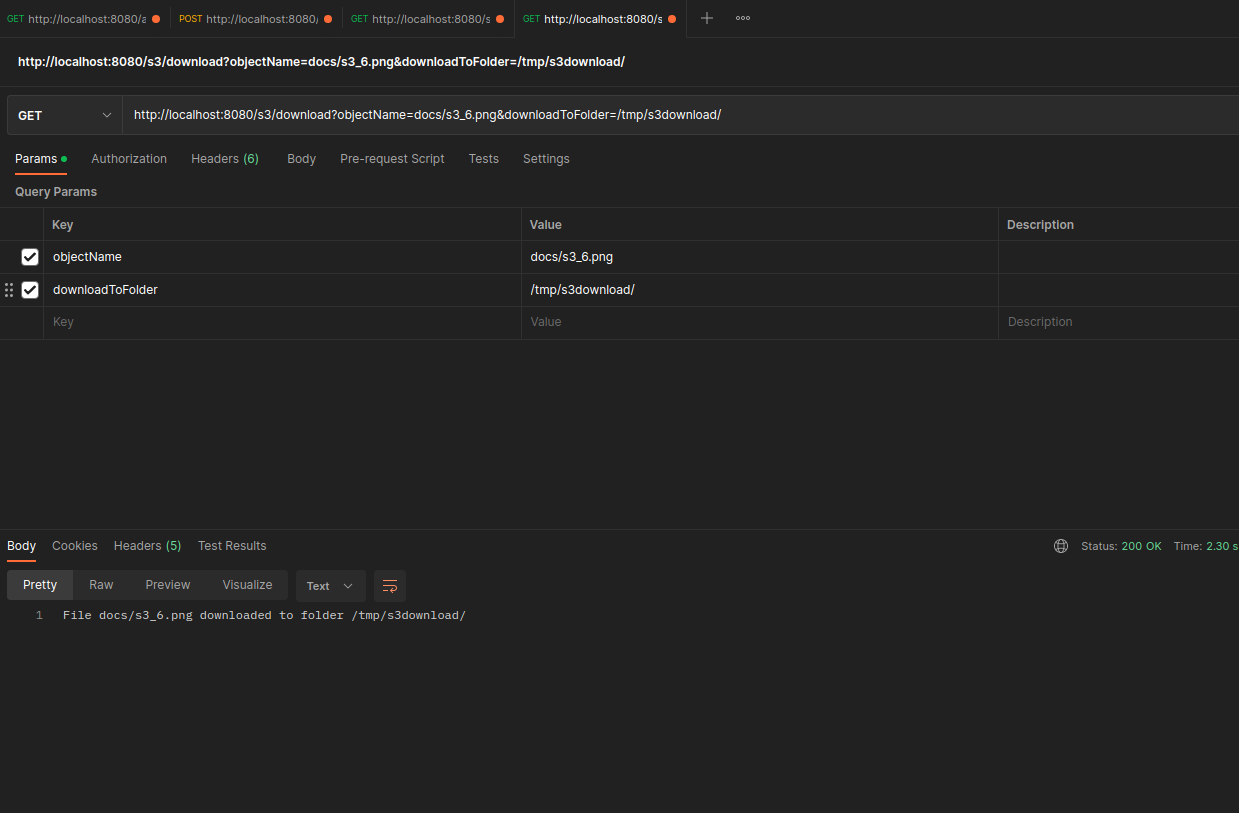 GET http://localhost:8080/a POST http://localhost:8080/ GET http://localhost:8080/s GET http://localhost:8080/s
http://localhost:8080/s3/download?objectName=docs/s3_6.png&downloadToFolder=/tmp/s3download/
GET http://localhost:8080/s3/download?objectName=docs/s3_6.png&downloadToFolder=/tmp/s3download/
Params Authorization Headers (6) Body Pre-request Script Tests Settings
Query Params
Key Value Description
objectName docs/s3_6.png
downloadToFolder /tmp/s3download/
Key Value Description
Body Cookies Headers (5) Test Results Status: 200 OK Time: 2.30 s
Pretty Raw Preview Visualize Text
1 File docs/s3_6.png downloaded to folder /tmp/s3download/